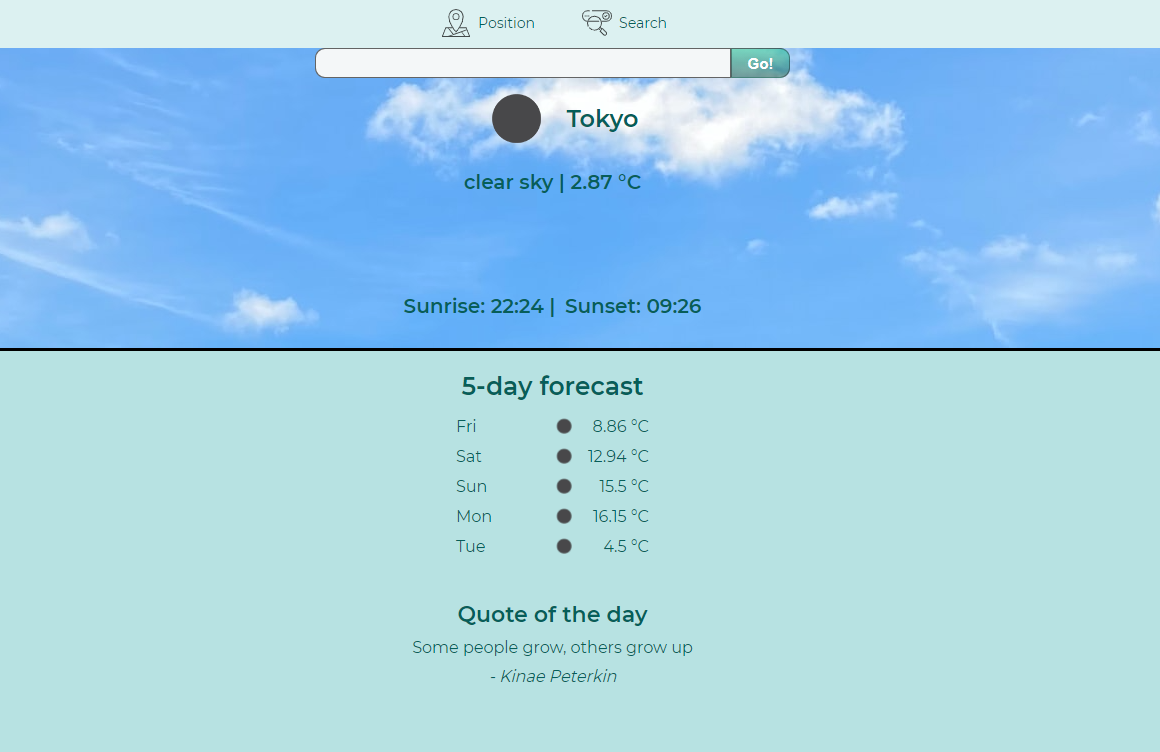 Position Search
Go!
Tokyo
clear sky | 2.87 °C
Sunrise: 22:24 | Sunset: 09:26
5-day forecast
Fri 8.86 °C
Sat 12.94 °C
Sun 15.5 °C
Mon 16.15 °C
Tue 4.5 °C
Quote of the day
Some people grow, others grow up
- Kinae Peterkin